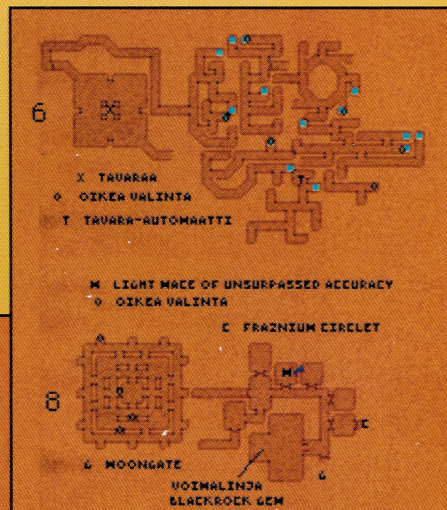 6
T
X TAVARAA
◊ OIKEA VALINTA
T TAVARA-AUTOMAATTI
M LIGHT MACE OF UNSURPASSED ACCURACY
◊ OIKEA VALINTA
C FRAZNIUM CIRCLET
M
8
C
G MOONGATE
G
VOIMALINJA
BLACKROCK GEM